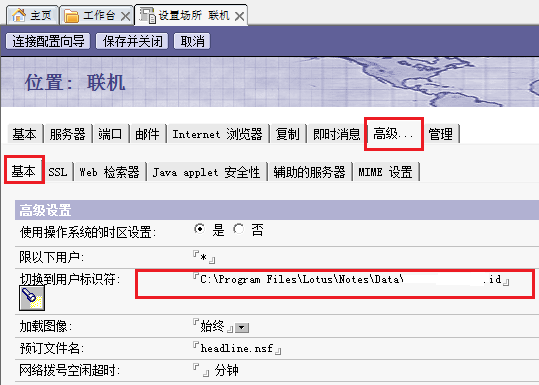 主页 工作台 设置场所 联机
连接配置向导 保存并关闭 取消
位置: 联机
基本 服务器 端口 邮件 Internet 浏览器 复制 即时消息 高级... 管理
基本 SSL Web 检索器 Java applet 安全性 辅助的服务器 MIME 设置
高级设置
使用操作系统的时区设置: 是 否
限以下用户: 『*』
切换到用户标识符: 『C:\Program Files\Lotus\Notes\Data\ .id』
加载图像: 『始终』
预订文件名: 『headline.nsf』
网络拨号空闲超时: 『』分钟